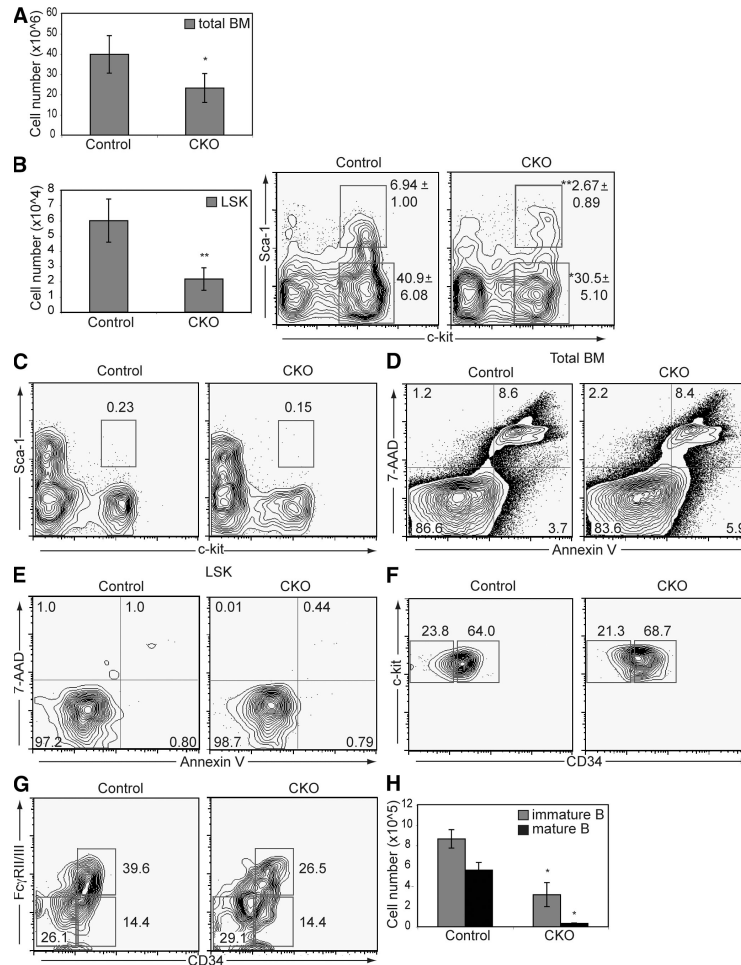 A
Cell number (x10^6)
60
50
40
30
20
10
0
total BM
*
Control
CKO
B
Cell number (x10^4)
8
7
6
5
4
3
2
1
0
LSK
**
Control
CKO
Control
CKO
Sca-1
6.94 ±
1.00
40.9±
6.08
**2.67±
0.89
*30.5±
5.10
c-kit
C
Control
CKO
Sca-1
0.23
0.15
c-kit
D
Total BM
Control
CKO
7-AAD
1.2
8.6
86.6
3.7
2.2
8.4
83.6
5.9
Annexin V
E
LSK
Control
CKO
7-AAD
1.0
1.0
97.2
0.80
0.01
0.44
98.7
0.79
Annexin V
F
Control
CKO
c-kit
23.8
64.0
21.3
68.7
CD34
G
Control
CKO
FcγRII/III
39.6
14.4
26.1
26.5
14.4
29.1
CD34
H
Cell number (x10^5)
12
10
8
6
4
2
0
immature B
mature B
*
*
Control
CKO